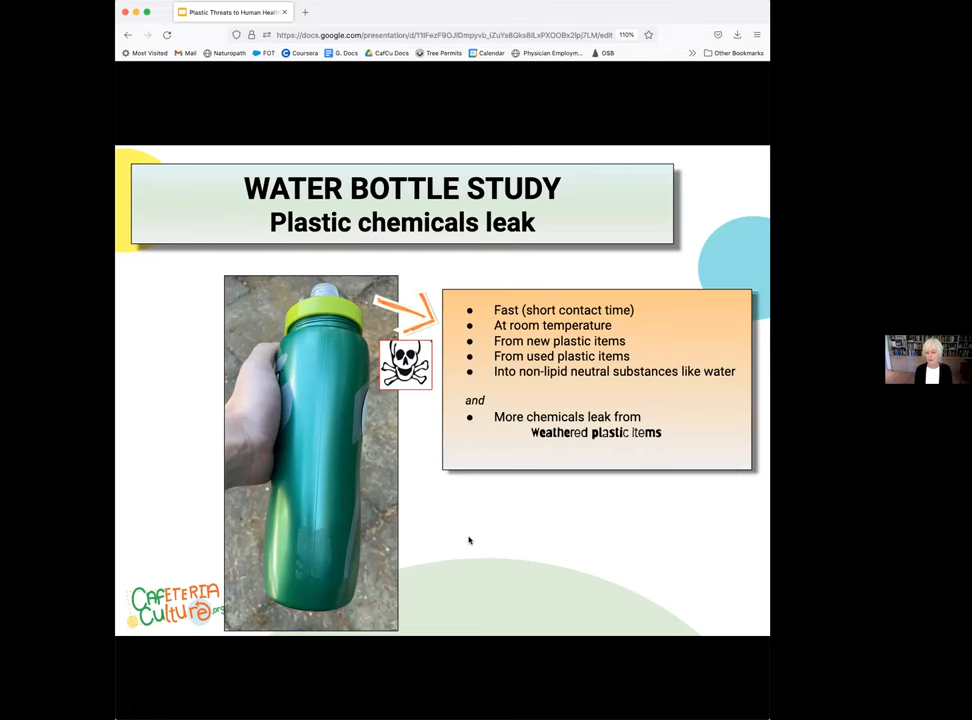 Plastic Threats to Human Heal
https://docs.google.com/presentation/d/11lFezF9OJlDmpyvb_iZuYs8Gks8lLxPXOOBx2lpj7LM/edit
110%
Most Visited
Mail
Naturopath
FOT
Coursera
G. Docs
CafCu Docs
Tree Permits
Calendar
Physician Employm...
OSB
Other Bookmarks
WATER BOTTLE STUDY
Plastic chemicals leak
● Fast (short contact time)
● At room temperature
● From new plastic items
● From used plastic items
● Into non-lipid neutral substances like water
and
● More chemicals leak from
Weathered plastic items
CAFETERIA
CULTURE.org